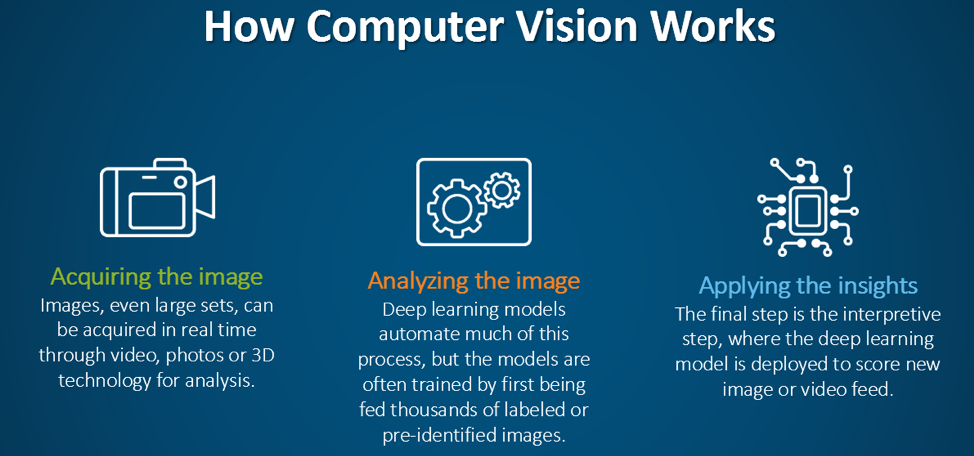 How Computer Vision Works
Acquiring the image
Images, even large sets, can
be acquired in real time
through video, photos or 3D
technology for analysis.
Analyzing the image
Deep learning models
automate much of this
process, but the models are
often trained by first being
fed thousands of labeled or
pre-identified images.
Applying the insights
The final step is the interpretive
step, where the deep learning
model is deployed to score new
image or video feed.